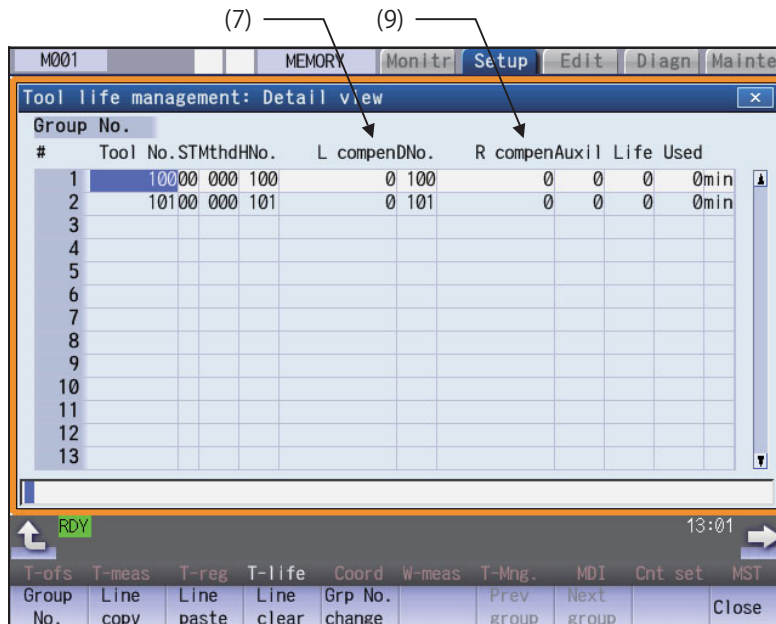 (7) (9)
M001 MEMORY Monitr Setup Edit Diagn Mainte
Tool life management: Detail view ×
Group No.
# Tool No. ST Mthd HNo. L compen DNo. R compen Auxil Life Used
1 100 00 000 100 0 100 0 0 0 0min
2 101 00 000 101 0 101 0 0 0 0min
3
4
5
6
7
8
9
10
11
12
13
RDY 13:01
T-ofs T-meas T-reg T-life Coord W-meas T-Mng. MDI Cnt set MST
Group No. Line copy Line paste Line clear Grp No. change Prev group Next group Close